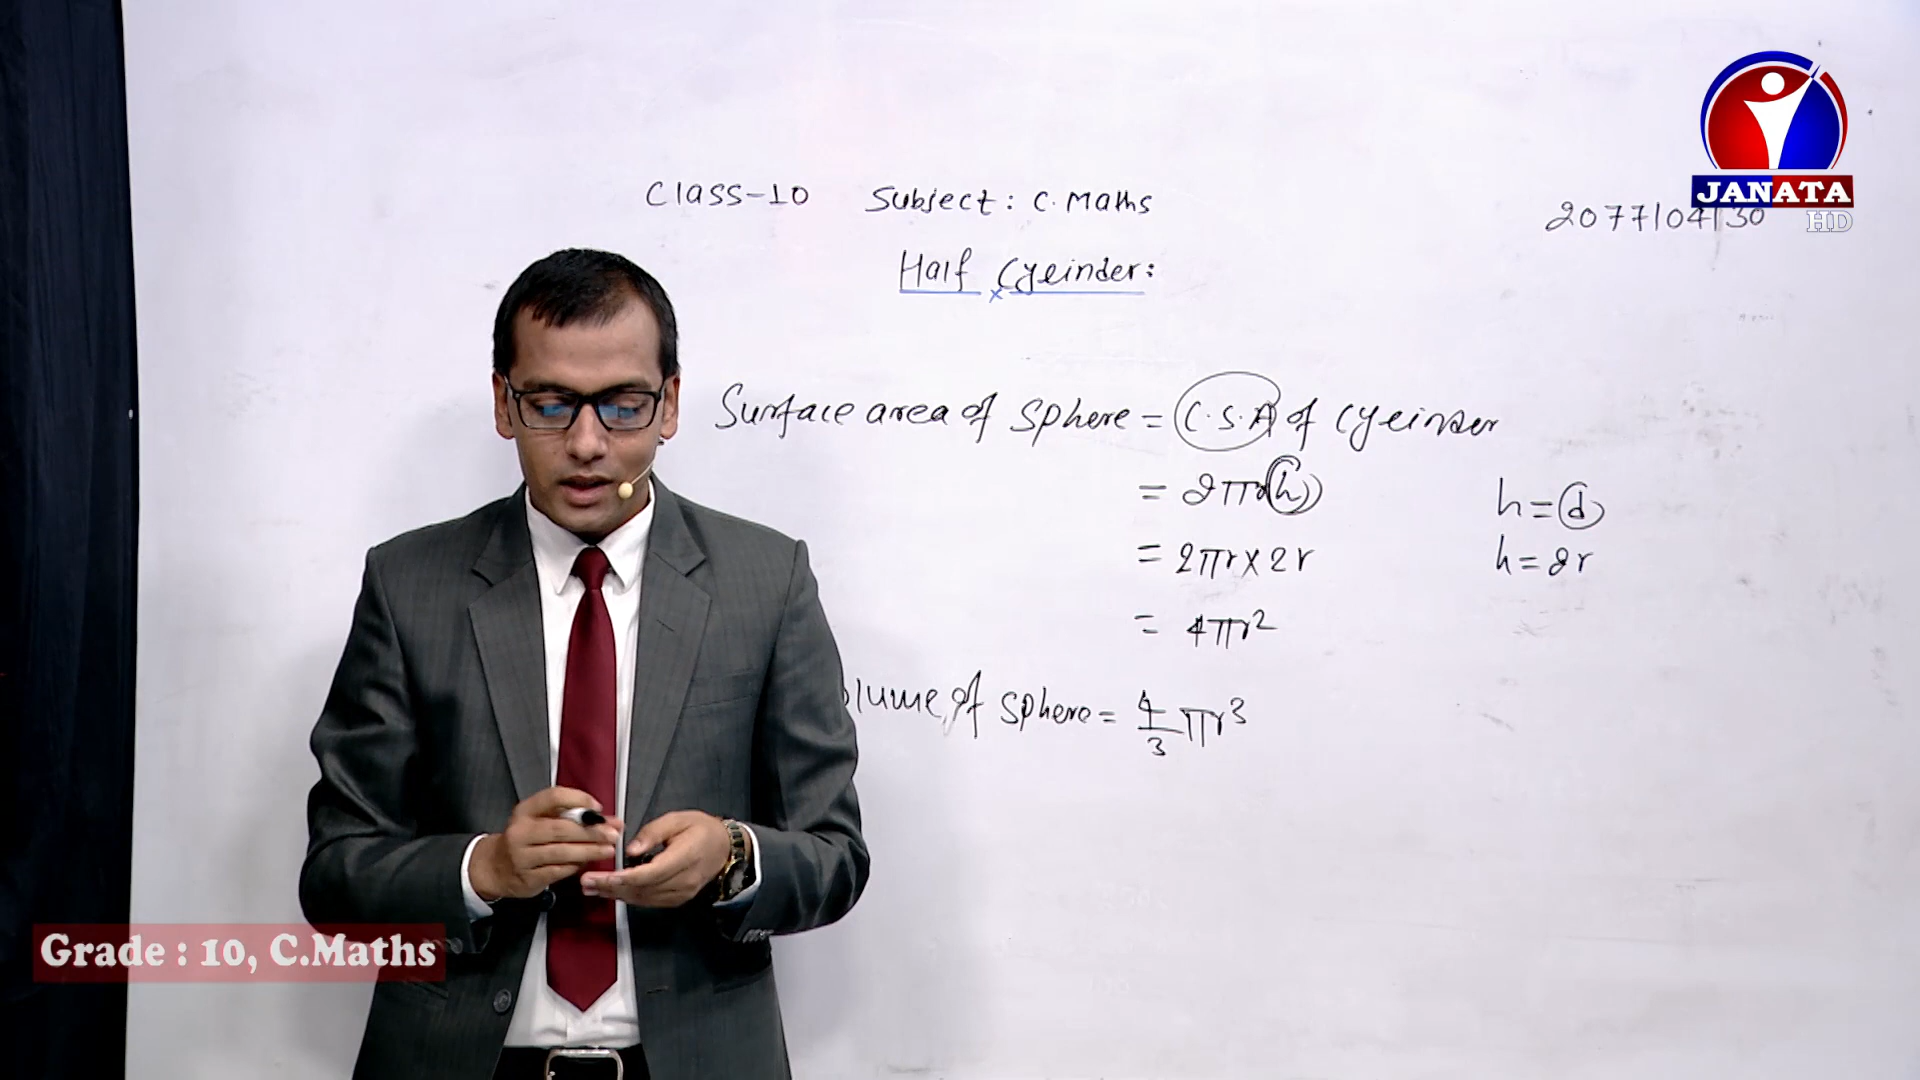 JANATA
HD
Class-10 Subject: C. Maths
2077/04/30
Half Cylinder:
Surface area of sphere = C.S.A of cylinder
= 2πr(h)
h = d
= 2πr × 2r
h = 2r
= 4πr²
olume of sphere = 4/3 πr³
Grade : 10, C.Maths